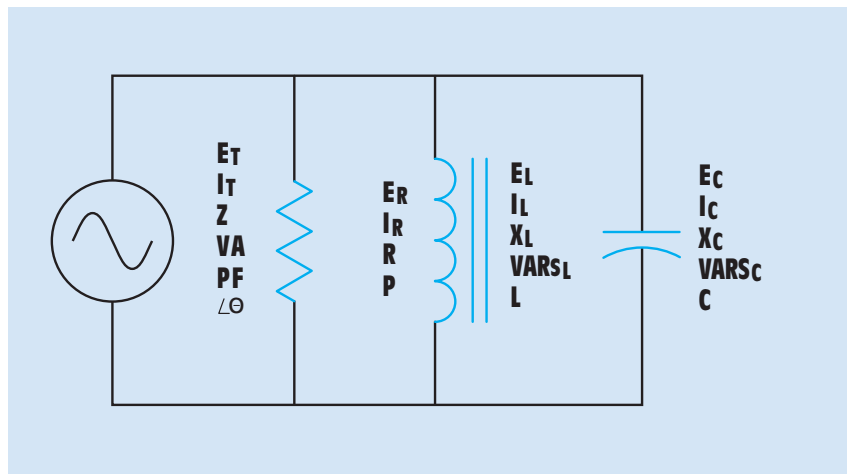 ET
IT
Z
VA
PF
∠Θ
ER
IR
R
P
EL
IL
XL
VARSL
L
EC
IC
XC
VARSC
C